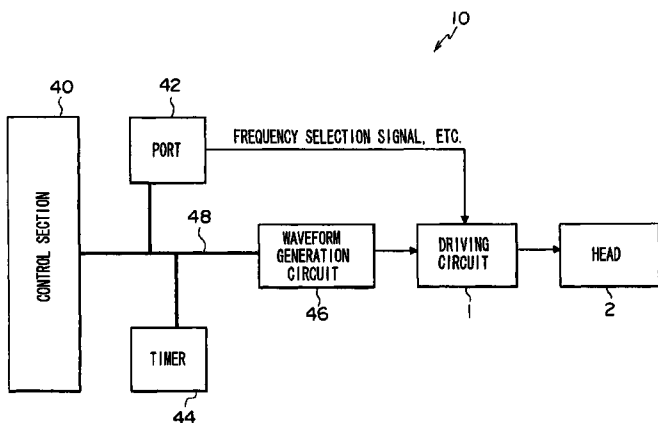 10
40
42
CONTROL SECTION
PORT
FREQUENCY SELECTION SIGNAL, ETC.
48
WAVEFORM
GENERATION
CIRCUIT
46
DRIVING
CIRCUIT
1
HEAD
2
TIMER
44